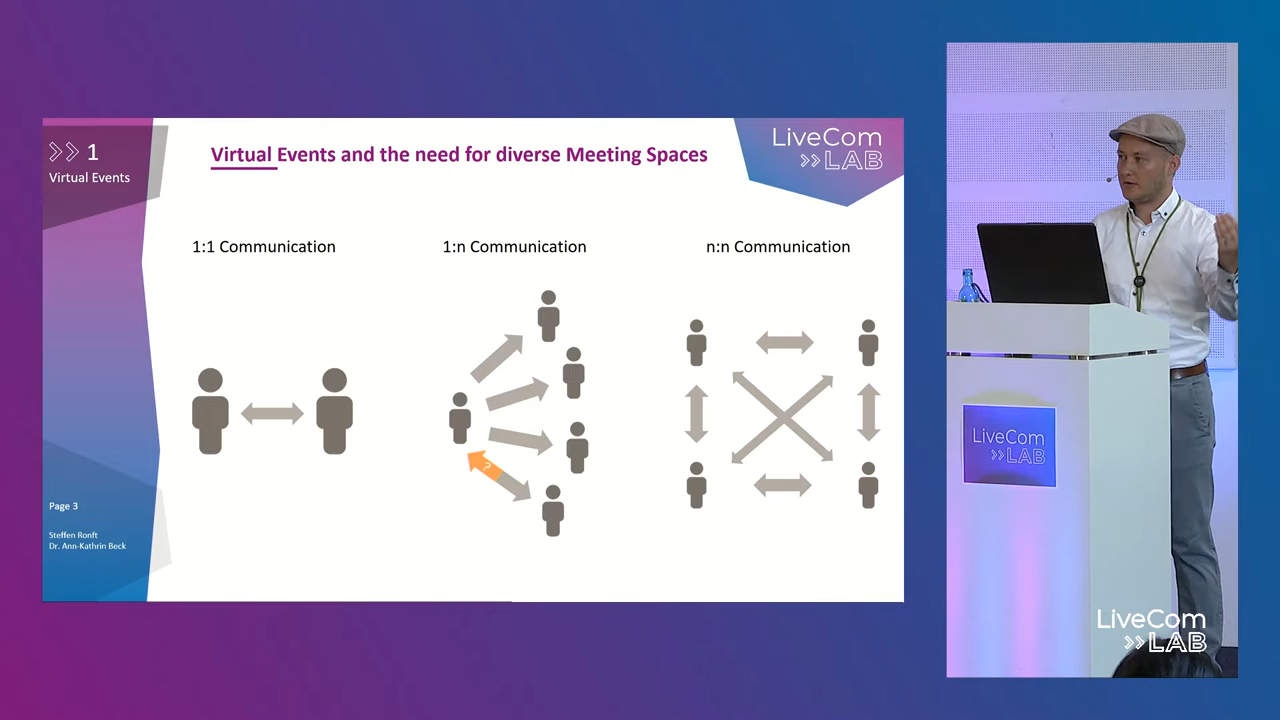 >> 1
Virtual Events
Virtual Events and the need for diverse Meeting Spaces
LiveCom
>> LAB
1:1 Communication
1:n Communication
n:n Communication
?
Page 3
Steffen Ronft
Dr. Ann-Kathrin Beck
LiveCom
>> LAB
LiveCom
>> LAB